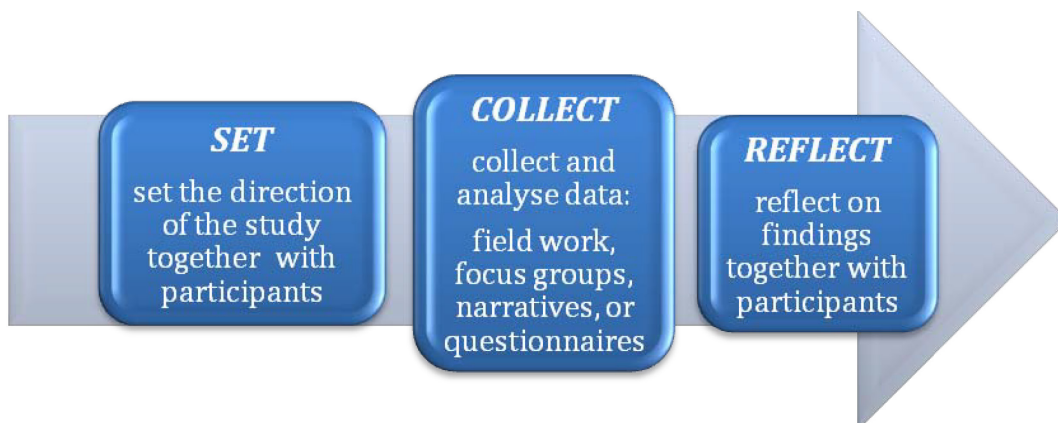 SET
set the direction
of the study
together with
participants
COLLECT
collect and
analyse data:
field work,
focus groups,
narratives, or
questionnaires
REFLECT
reflect on
findings
together with
participants